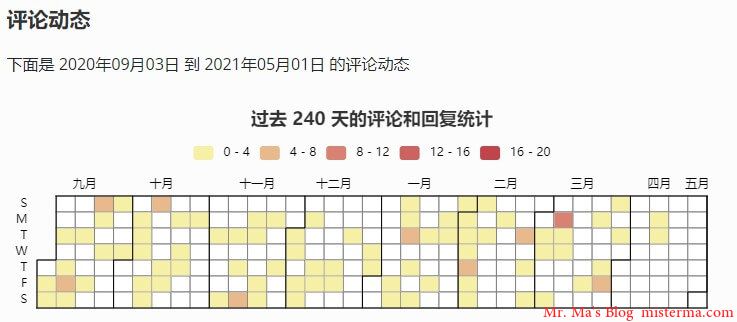 评论动态
下面是 2020年09月03日 到 2021年05月01日 的评论动态
过去 240 天的评论和回复统计
0 - 4 4 - 8 8 - 12 12 - 16 16 - 20
九月 十月 十一月 十二月 一月 二月 三月 四月 五月
S
M
T
W
T
F
S
Mr. Ma's Blog misterma.com